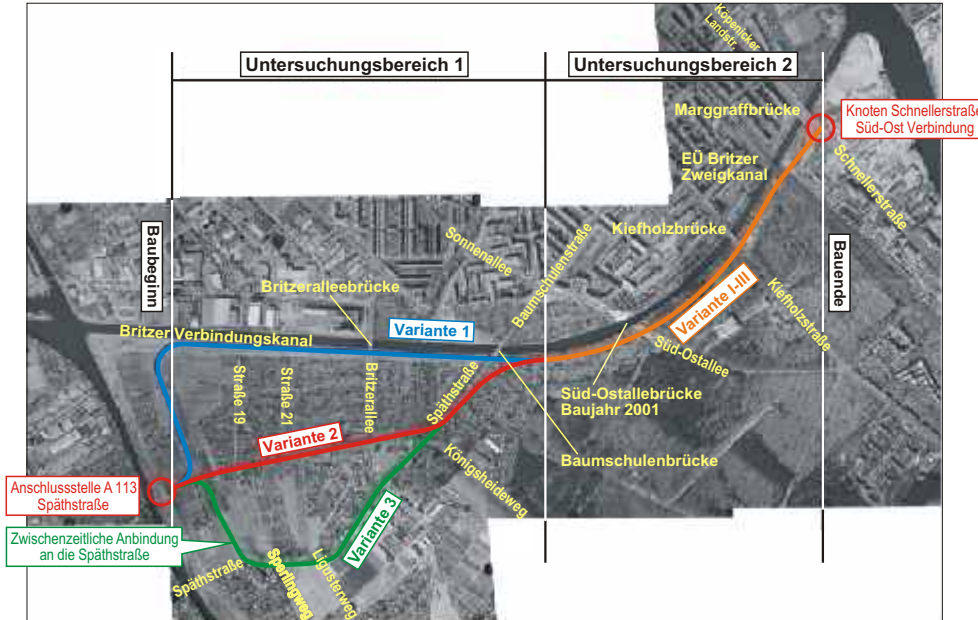 Untersuchungsbereich 1
Untersuchungsbereich 2
Köpenicker
Landstr.
Marggraffbrücke
Knoten Schnellerstraße
Süd-Ost Verbindung
EÜ Britzer
Zweigkanal
Schnellerstraße
Kiefholzbrücke
Baubeginn
Bauende
Sonnenallee
Baumschulenstraße
Britzeralleebrücke
Kiefholzstraße
Variante I-III
Britzer Verbindungskanal
Variante 1
Süd-Ostallee
Straße 19
Straße 21
Britzerallee
Späthstraße
Süd-Ostallebrücke
Baujahr 2001
Variante 2
Baumschulenbrücke
Königsheideweg
Anschlussstelle A 113
Späthstraße
Variante 3
Zwischenzeitliche Anbindung
an die Späthstraße
Späthstraße
Sperlingweg
Ligusterweg